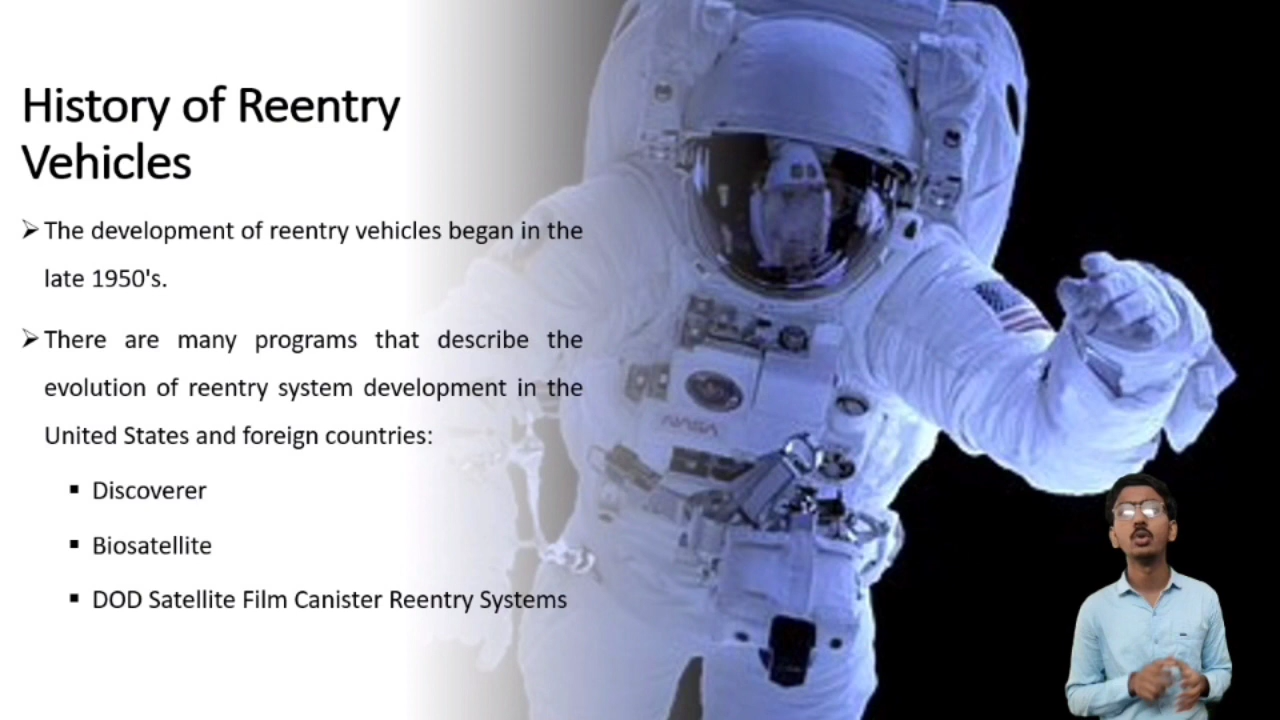 History of Reentry
Vehicles
➢ The development of reentry vehicles began in the
late 1950's.
➢ There are many programs that describe the
evolution of reentry system development in the
United States and foreign countries:
▪ Discoverer
▪ Biosatellite
▪ DOD Satellite Film Canister Reentry Systems
NASA